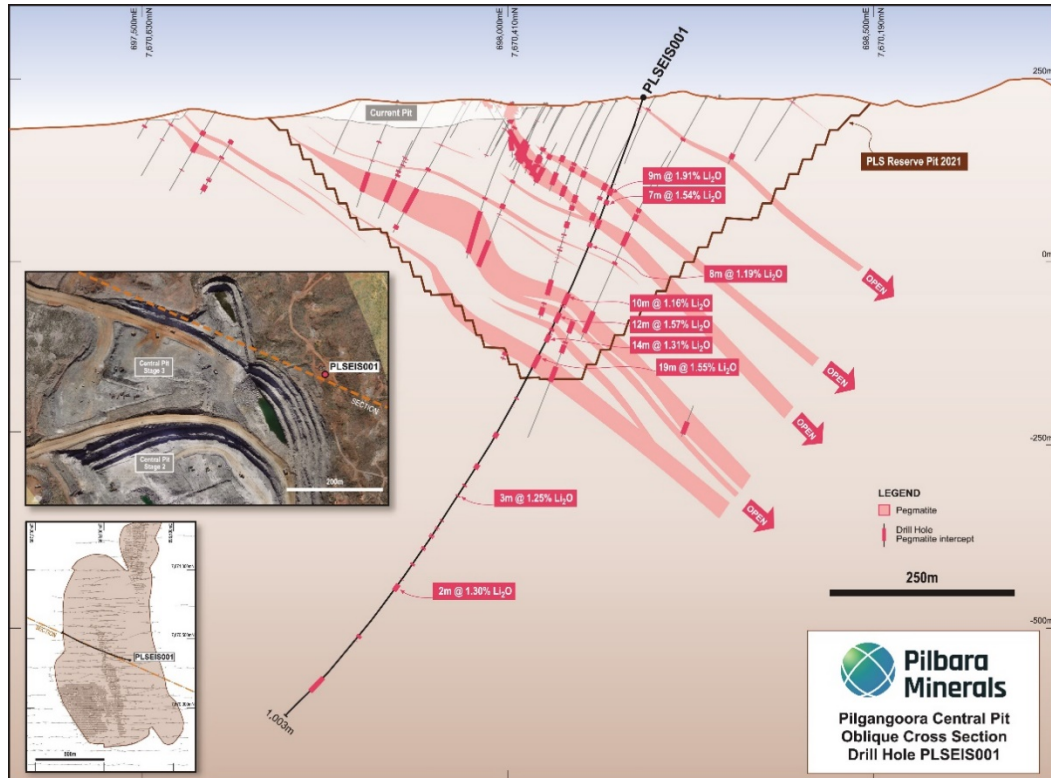 697,500mE
7,670,630mN
698,000mE
7,670,410mN
698,500mE
7,670,190mN
PLSEIS001
250m
Current Pit
PLS Reserve Pit 2021
9m @ 1.91% Li₂O
7m @ 1.54% Li₂O
0m
8m @ 1.19% Li₂O
OPEN
10m @ 1.16% Li₂O
12m @ 1.57% Li₂O
14m @ 1.31% Li₂O
19m @ 1.55% Li₂O
OPEN
OPEN
-250m
3m @ 1.25% Li₂O
OPEN
2m @ 1.30% Li₂O
-500m
1,003m
Central Pit
Stage 3
PLSEIS001
SECTION
Central Pit
Stage 2
200m
SECTION
PLSEIS001
LEGEND
Pegmatite
Drill Hole
Pegmatite intercept
250m
Pilbara
Minerals
Pilgangoora Central Pit
Oblique Cross Section
Drill Hole PLSEIS001